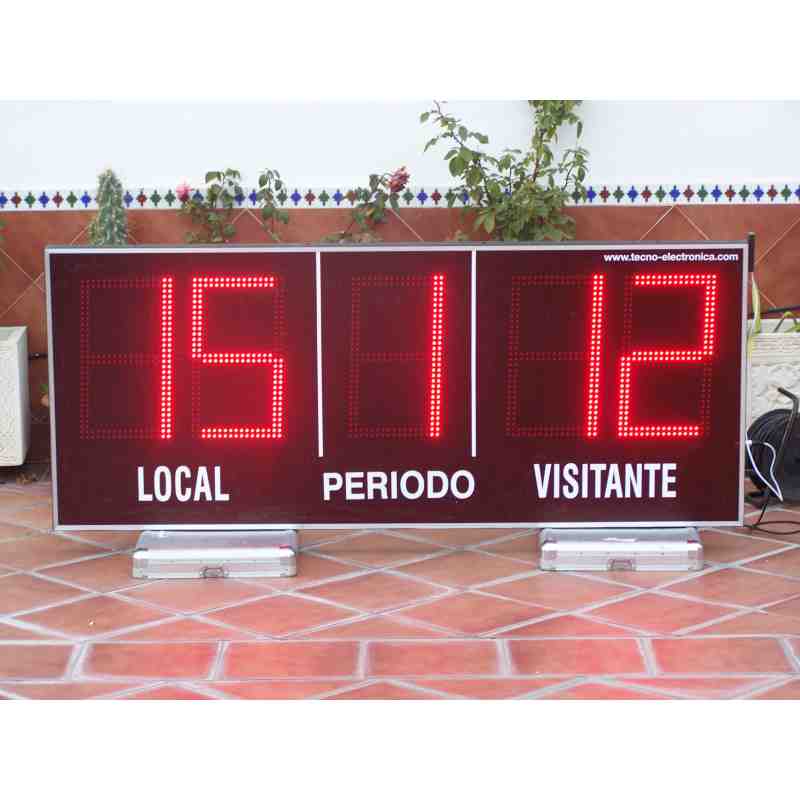 www.tecno-electronica.com
15 1 12
LOCAL PERIODO VISITANTE